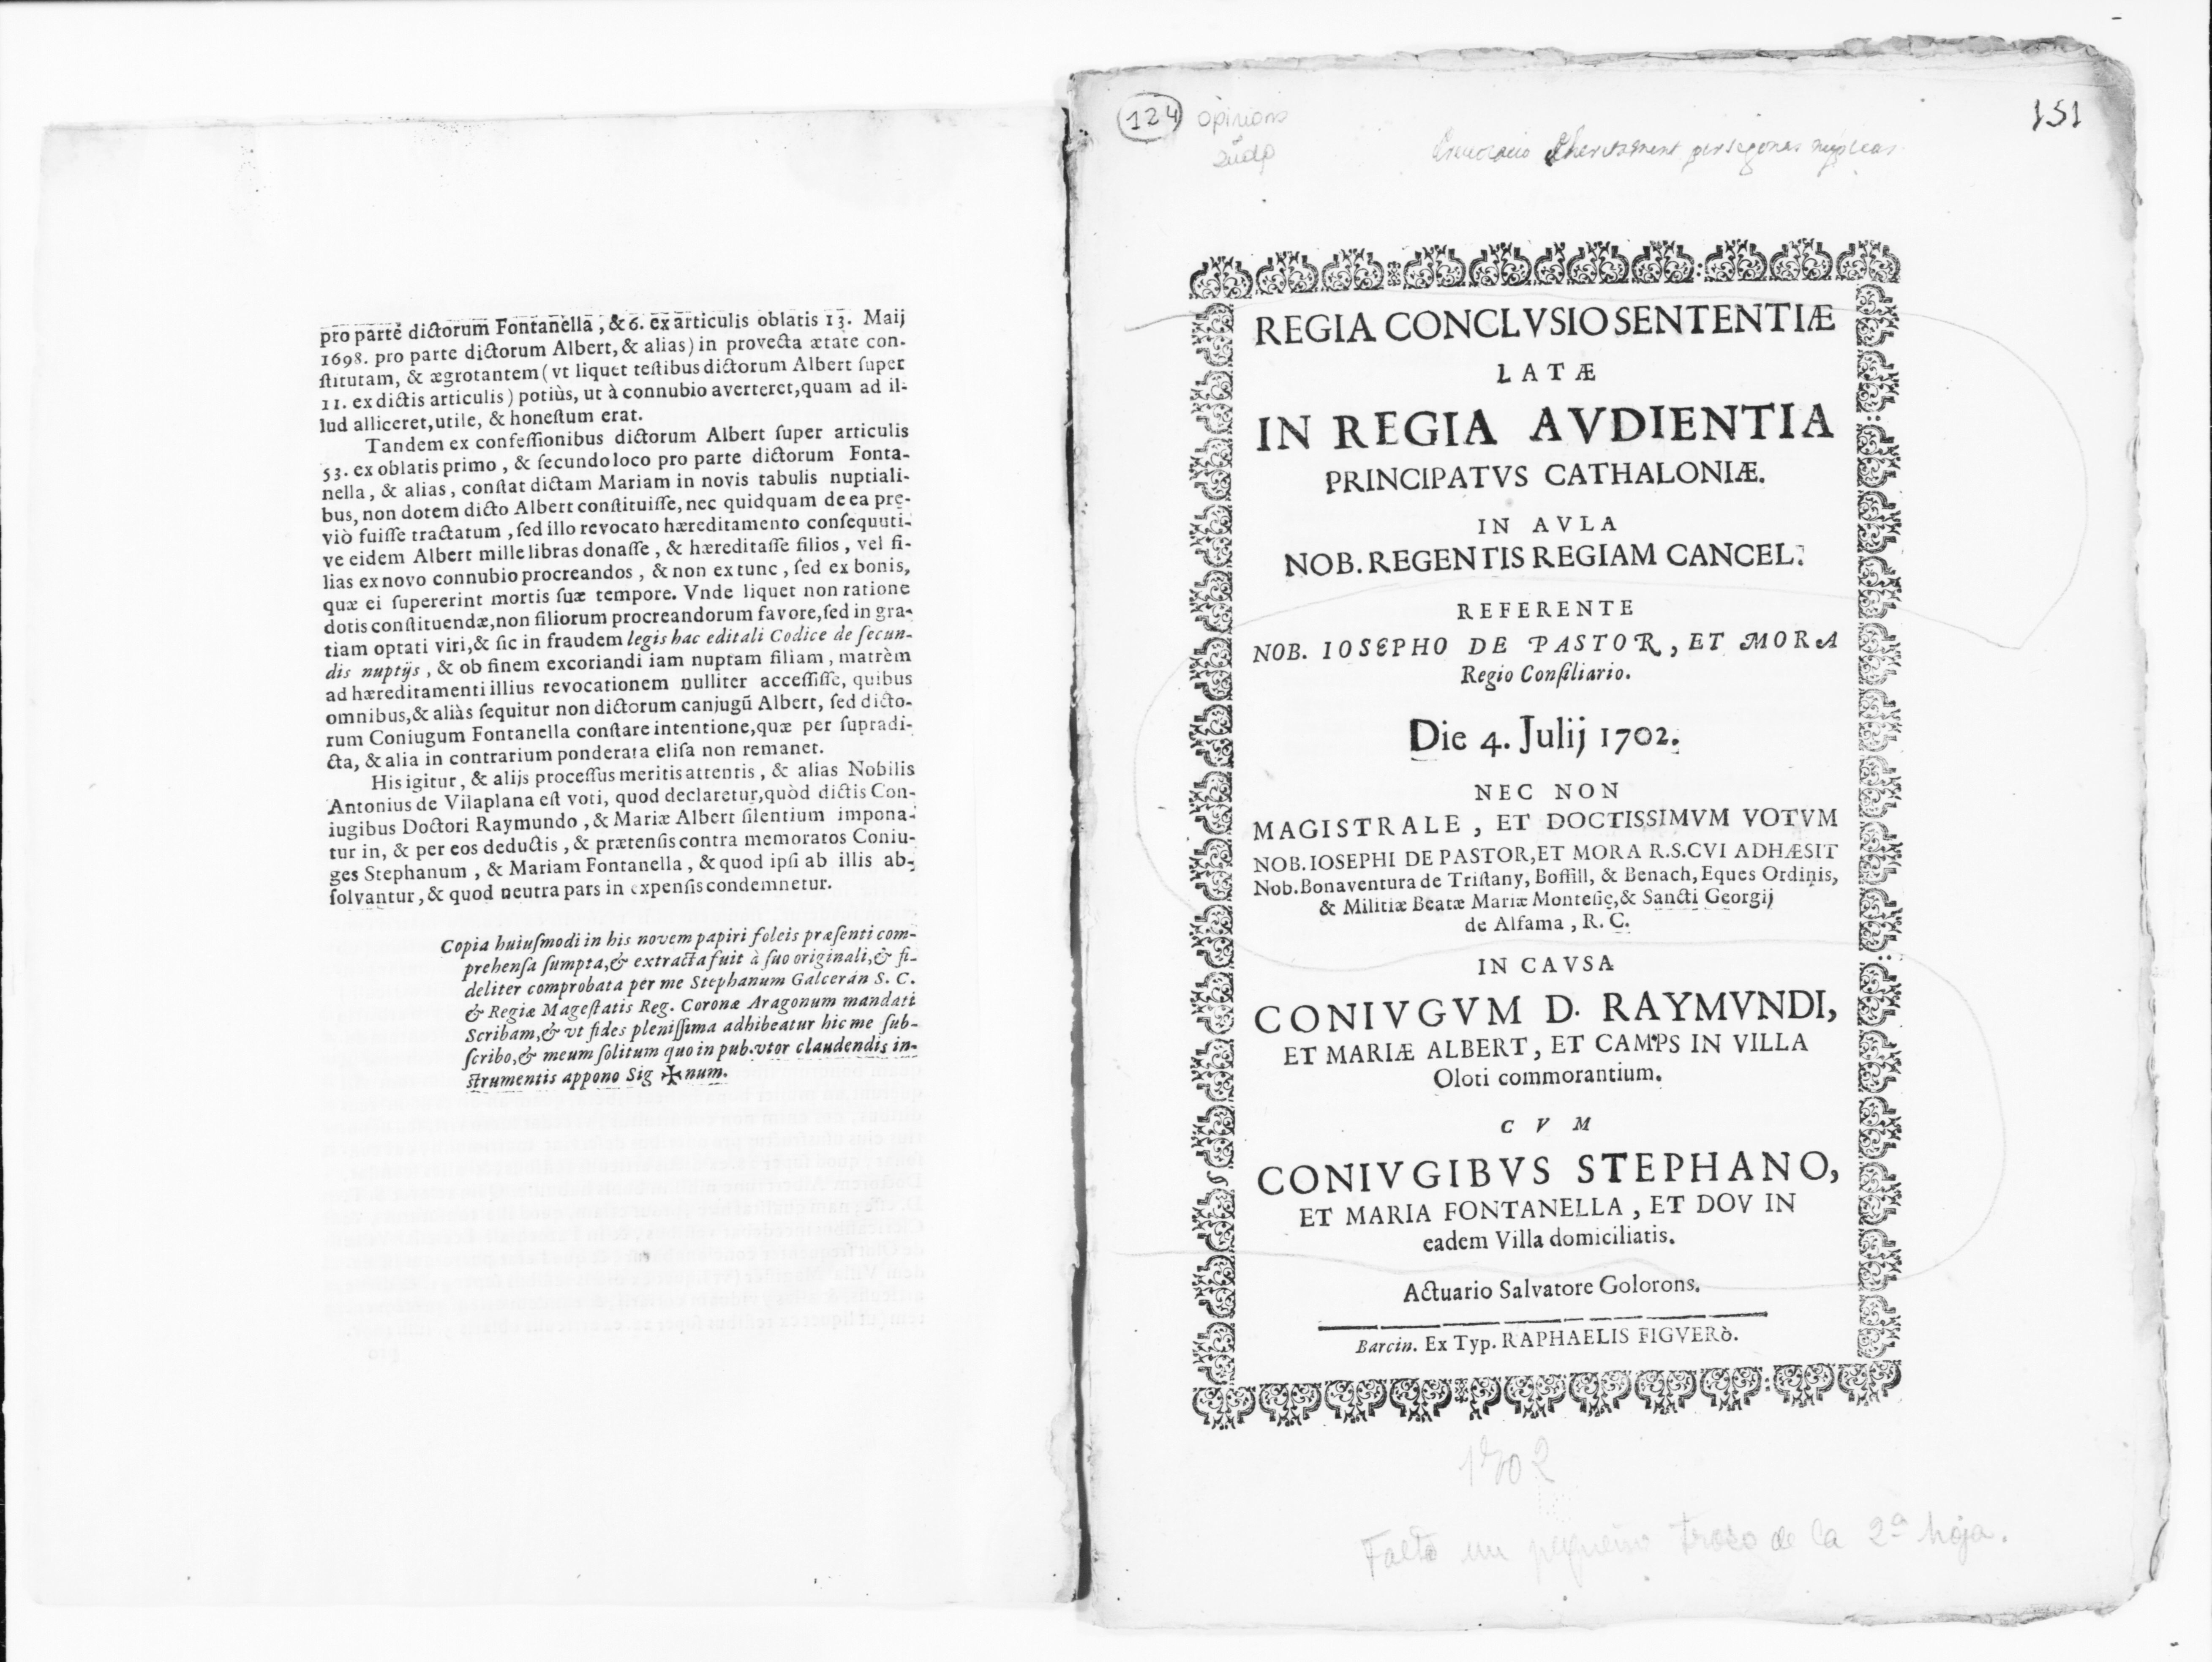 pro parte dictorum Fontanella, & 6. ex articulis oblatis 13. Maij
1698. pro parte dictorum Albert, & alias) in provecta ætate con-
ſtitutam, & ægrotantem (vt liquet teſtibus dictorum Albert ſuper
11. ex dictis articulis) potiùs, ut à connubio averteret, quam ad il-
lud alliceret, utile, & honeſtum erat.
Tandem ex confeſſionibus dictorum Albert ſuper articulis
53. ex oblatis primo, & ſecundo loco pro parte dictorum Fonta-
nella, & alias, conſtat dictam Mariam in novis tabulis nuptiali-
bus, non dotem dicto Albert conſtituiſſe, nec quidquam de ea prę-
viò fuiſſe tractatum, ſed illo revocato hæreditamento conſequuti-
ve eidem Albert mille libras donaſſe, & hæreditaſſe filios, vel fi-
lias ex novo connubio procreandos, & non ex tunc, ſed ex bonis,
quæ ei ſupererint mortis ſuæ tempore. Vnde liquet non ratione
dotis conſtituendæ, non filiorum procreandorum favore, ſed in gra-
tiam optati viri, & ſic in fraudem legis hac editali Codice de ſecun-
dis nuptijs, & ob finem excoriandi iam nuptam filiam, matrèm
ad hæreditamenti illius revocationem nulliter acceſſiſſe, quibus
omnibus, & aliàs ſequitur non dictorum canjugũ Albert, ſed dicto-
rum Coniugum Fontanella conſtare intentione, quæ per ſupradi-
cta, & alia in contrarium ponderata eliſa non remanet.
His igitur, & alijs proceſſus meritis attentis, & alias Nobilis
Antonius de Vilaplana eſt voti, quod declaretur, quòd dictis Con-
iugibus Doctori Raymundo, & Mariæ Albert ſilentium impona-
tur in, & per eos deductis, & prætenſis contra memoratos Coniu-
ges Stephanum, & Mariam Fontanella, & quod ipſi ab illis ab-
ſolvantur, & quod neutra pars in expenſis condemnetur.
Copia huiuſmodi in his novem papiri foleis præſenti com-
prehenſa ſumpta, & extracta fuit à ſuo originali, & fi-
deliter comprobata per me Stephanum Galceràn S. C.
& Regiæ Mageſtatis Reg. Coronæ Aragonum mandati
Scribam, & vt fides pleniſſima adhibeatur hic me ſub-
ſcribo, & meum ſolitum quo in pub. vtor claudendis in-
ſtrumentis appono Sig ✠ num.
124 opinions
151
REGIA CONCLVSIO SENTENTIÆ
LATÆ
IN REGIA AVDIENTIA
PRINCIPATVS CATHALONIÆ.
IN AVLA
NOB. REGENTIS REGIAM CANCEL.
REFERENTE
NOB. IOSEPHO DE PASTOR, ET MORA
Regio Conſiliario.
Die 4. Julij 1702.
NEC NON
MAGISTRALE, ET DOCTISSIMVM VOTVM
NOB. IOSEPHI DE PASTOR, ET MORA R.S. CVI ADHÆSIT
Nob. Bonaventura de Triſtany, Boffill, & Benach, Eques Ordinis,
& Militiæ Beatæ Mariæ Monteſię, & Sancti Georgij
de Alfama, R. C.
IN CAVSA
CONIVGVM D. RAYMVNDI,
ET MARIÆ ALBERT, ET CAMPS IN VILLA
Oloti commorantium.
CVM
CONIVGIBVS STEPHANO,
ET MARIA FONTANELLA, ET DOV IN
eadem Villa domiciliatis.
Actuario Salvatore Golorons.
Barcin. Ex Typ. RAPHAELIS FIGVERò.
1702
Falta un pequeino troso de la 2ª hoja.